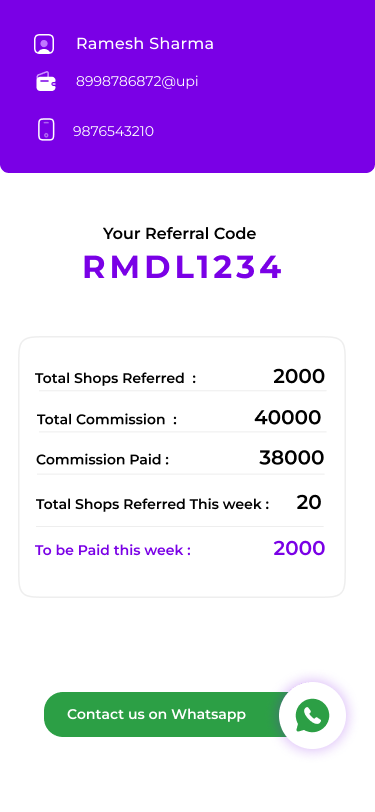 Ramesh Sharma
8998786872@upi
9876543210
Your Referral Code
RMDL1234
Total Shops Referred : 2000
Total Commission : 40000
Commission Paid : 38000
Total Shops Referred This week : 20
To be Paid this week : 2000
Contact us on Whatsapp